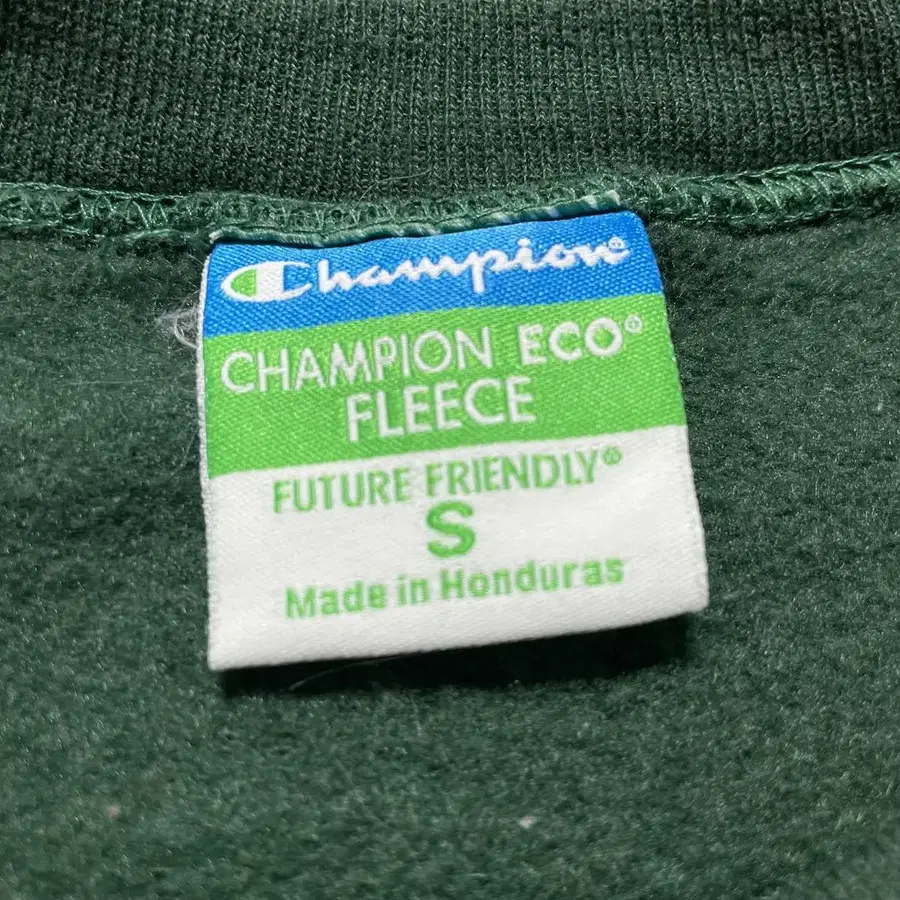 Champion®
CHAMPION ECO®
FLEECE
FUTURE FRIENDLY®
S
Made in Honduras